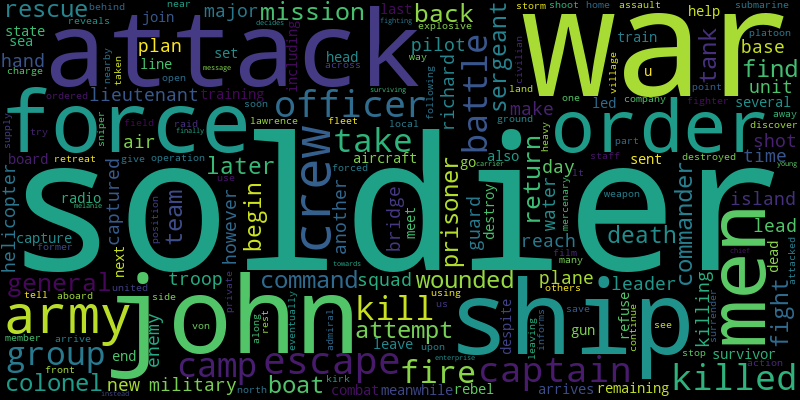 rescue behind near reveals join major mission back last storm shoot home assault submarine
attack war
state sea hand plan line set head across pilot explosive way help decides fighting train platoon
charge nearby taken open message including sergeant tank base u village civilian find
force officer order
lieutenant training richard battle unit surviving land point fighter away
supply ordered soon lawrence fleet local following ground make led one company several discover
try sniper field raid finally air crew take heavy part shot
board retreat give operation forced aircraft go carrier also staff destroyed young time
soldier
helicopter radio captured later begin however another bridge meet prisoner guard destroy return day sent water mercenary lt weapon island
capture former melanie position team use reach death commander lead
next towards film many attacked dead
general troop command squad wounded plane leader killing fight men
tell aboard united side private others chief
john ship
army von kill using us despite leaving informs save gun refuse continue see surrender
member arrive enemy along rest eventually admiral attempt
group end leave upon stop survivor
front escape fire captain enterprise action
colonel new military camp boat kirk combat meanwhile rebel arrives remaining killed
instead north